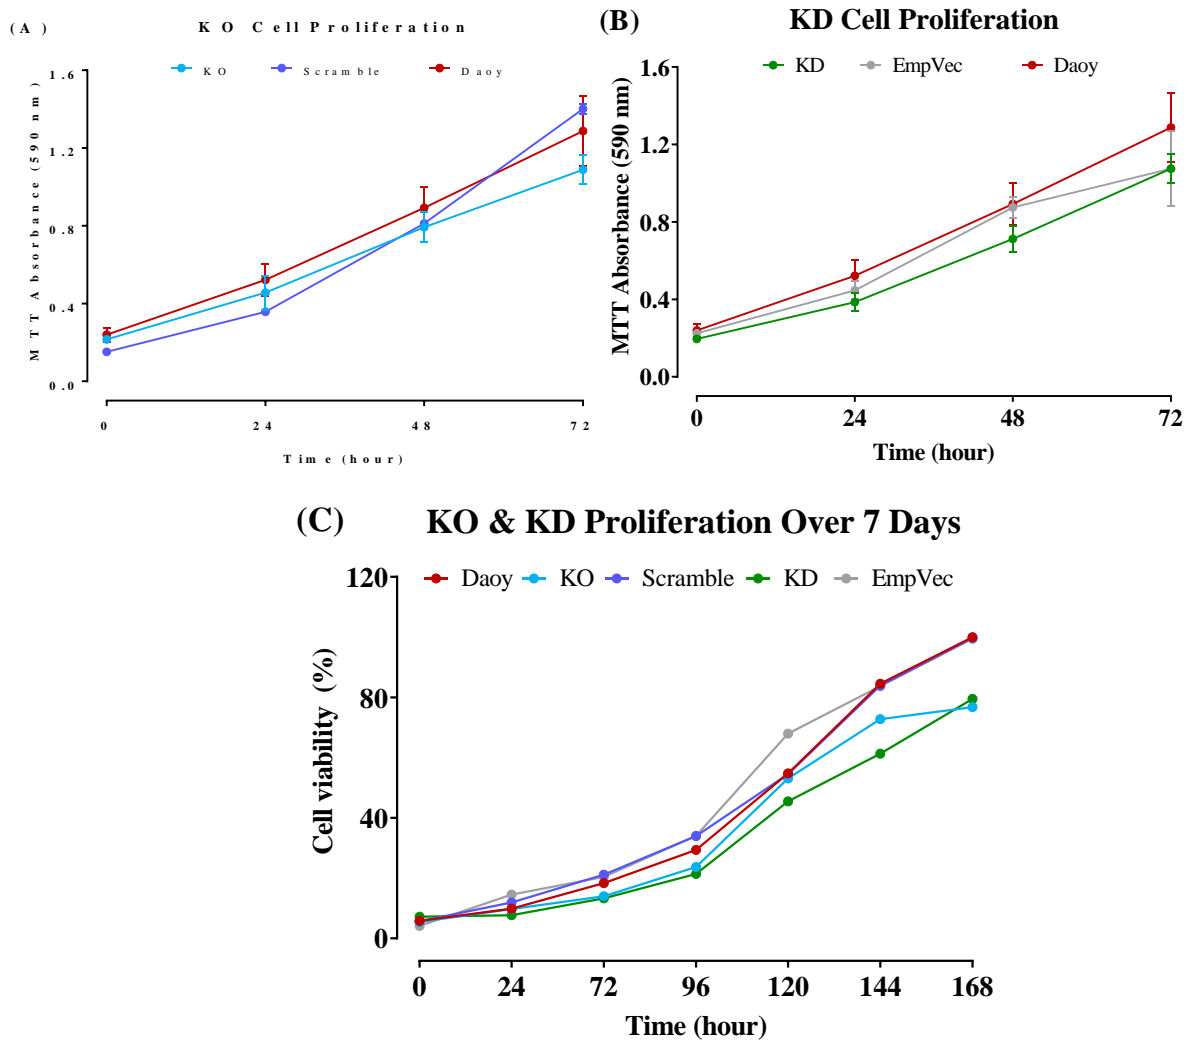 (A)
KO Cell Proliferation
KO Scramble Daoy
MTT Absorbance (590 nm)
1.6
1.2
0.8
0.4
0.0
0 24 48 72
Time (hour)
(B)
KD Cell Proliferation
KD EmpVec Daoy
MTT Absorbance (590 nm)
1.6
1.2
0.8
0.4
0.0
0 24 48 72
Time (hour)
(C)
KO & KD Proliferation Over 7 Days
Daoy KO Scramble KD EmpVec
Cell viability (%)
120
80
40
0
0 24 72 96 120 144 168
Time (hour)